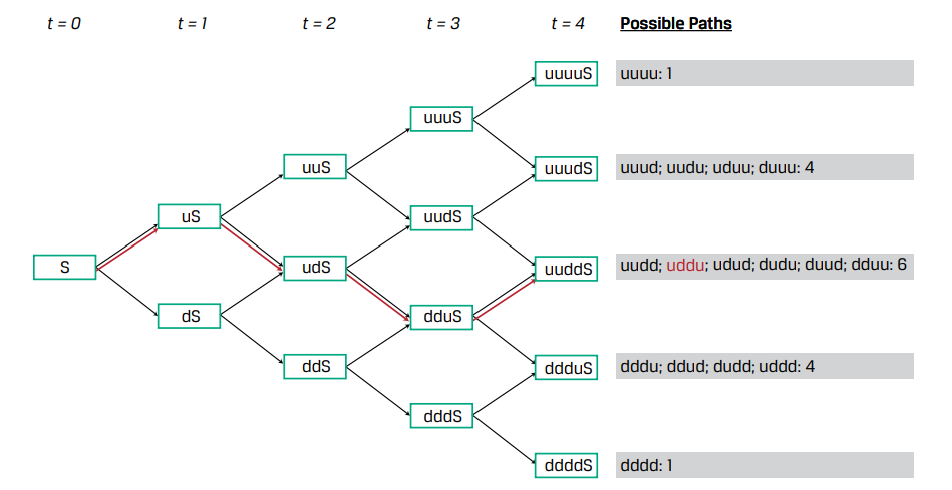 t = 0 t = 1 t = 2 t = 3 t = 4 Possible Paths
uuuuS uuuu: 1
uuuS
uuS uuudS uuud; uudu; uduu; duuu: 4
uS uudS
S udS uuddS uudd; uddu; udud; dudu; duud; dduu: 6
dS dduS
ddS ddduS dddu; ddud; dudd; uddd: 4
dddS
ddddS dddd: 1